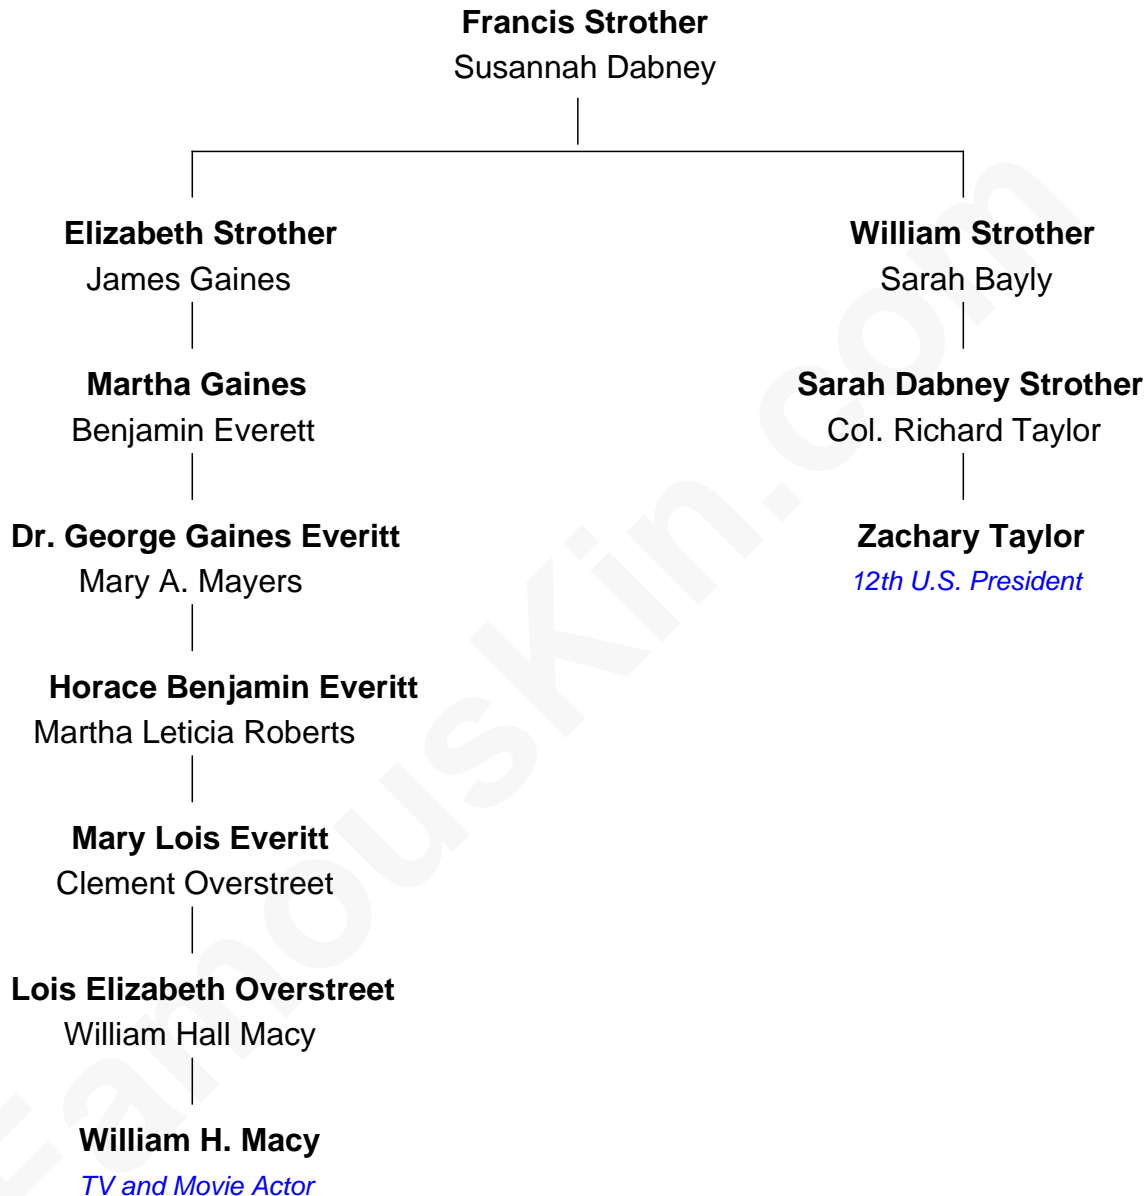 Francis Strother
Susannah Dabney
Elizabeth Strother
James Gaines
William Strother
Sarah Bayly
Martha Gaines
Benjamin Everett
Sarah Dabney Strother
Col. Richard Taylor
Dr. George Gaines Everitt
Mary A. Mayers
Zachary Taylor
12th U.S. President
Horace Benjamin Everitt
Martha Leticia Roberts
Mary Lois Everitt
Clement Overstreet
Lois Elizabeth Overstreet
William Hall Macy
William H. Macy
TV and Movie Actor
FamousKin.com